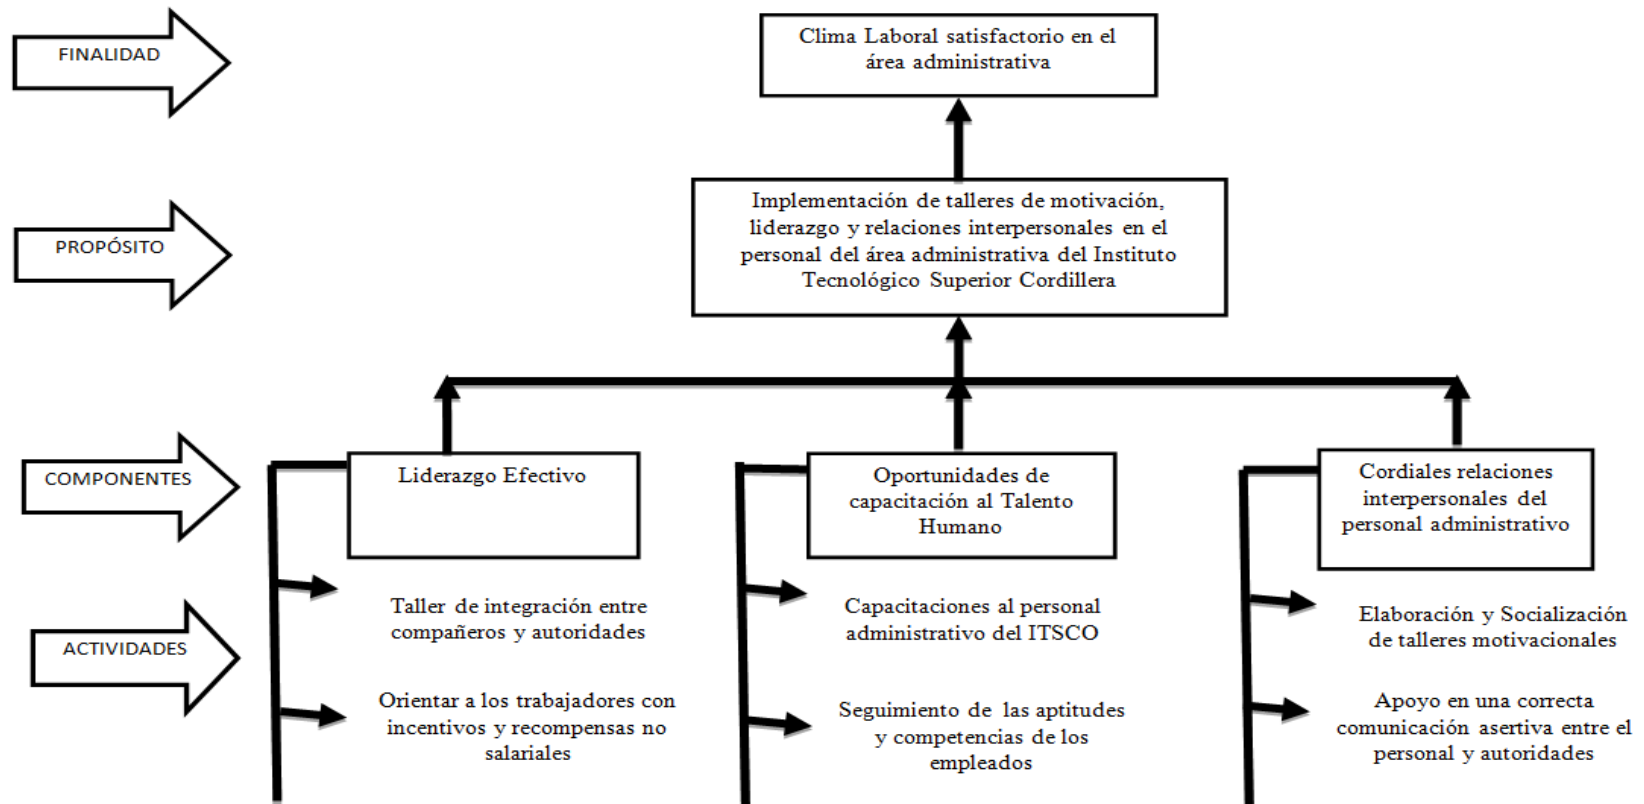 FINALIDAD
Clima Laboral satisfactorio en el
área administrativa
PROPÓSITO
Implementación de talleres de motivación,
liderazgo y relaciones interpersonales en el
personal del área administrativa del Instituto
Tecnológico Superior Cordillera
COMPONENTES
Liderazgo Efectivo
Oportunidades de
capacitación al Talento
Humano
Cordiales relaciones
interpersonales del
personal administrativo
ACTIVIDADES
Taller de integración entre
compañeros y autoridades
Capacitaciones al personal
administrativo del ITSCO
Elaboración y Socialización
de talleres motivacionales
Orientar a los trabajadores con
incentivos y recompensas no
salariales
Seguimiento de las aptitudes
y competencias de los
empleados
Apoyo en una correcta
comunicación asertiva entre el
personal y autoridades